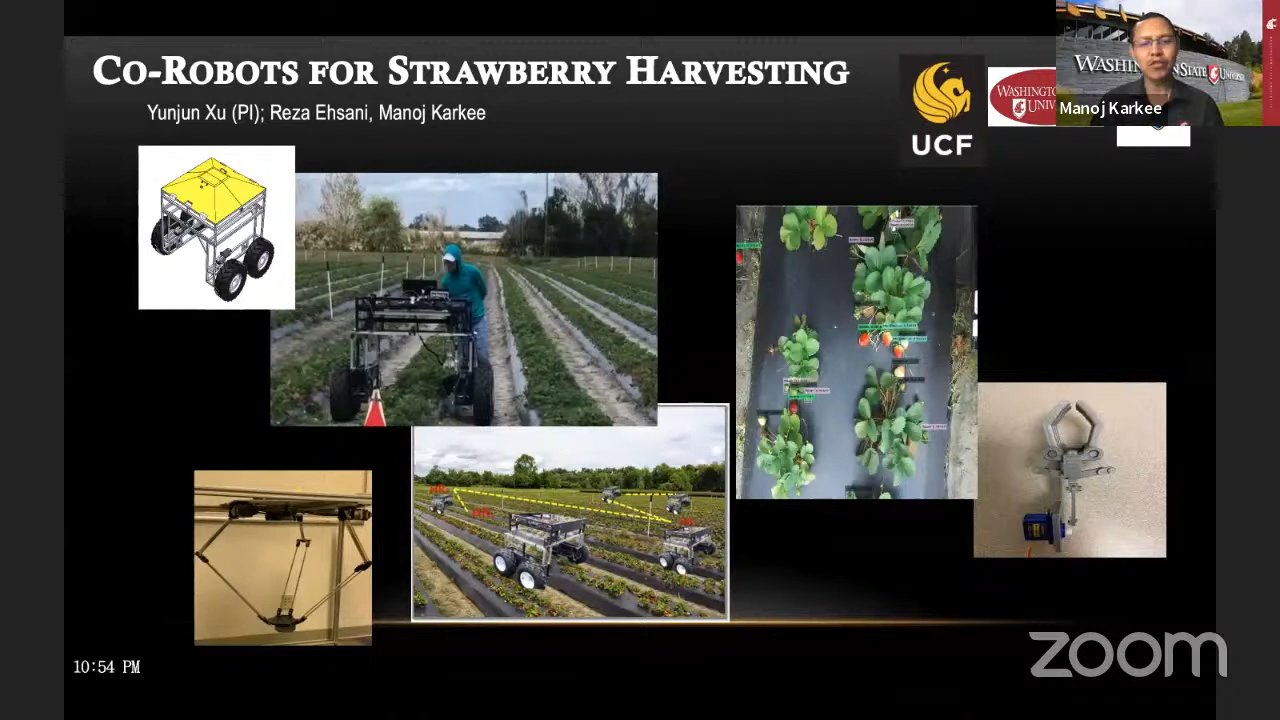 CO-ROBOTS FOR STRAWBERRY HARVESTING
Yunjun Xu (PI); Reza Ehsani, Manoj Karkee
UCF
WASHINGTON STATE UNIVERSITY
Manoj Karkee
10:54 PM
zoom